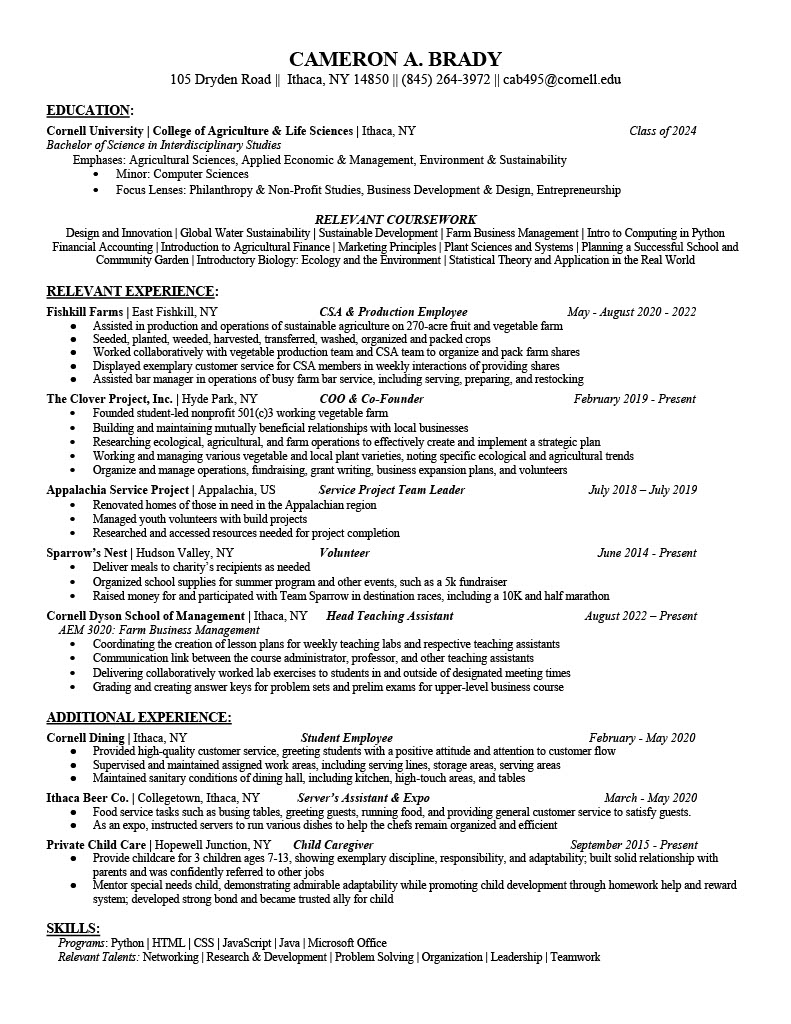 CAMERON A. BRADY
105 Dryden Road || Ithaca, NY 14850 || (845) 264-3972 || cab495@cornell.edu
EDUCATION:
Cornell University | College of Agriculture & Life Sciences | Ithaca, NY Class of 2024
Bachelor of Science in Interdisciplinary Studies
Emphases: Agricultural Sciences, Applied Economic & Management, Environment & Sustainability
• Minor: Computer Sciences
• Focus Lenses: Philanthropy & Non-Profit Studies, Business Development & Design, Entrepreneurship
RELEVANT COURSEWORK
Design and Innovation | Global Water Sustainability | Sustainable Development | Farm Business Management | Intro to Computing in Python
Financial Accounting | Introduction to Agricultural Finance | Marketing Principles | Plant Sciences and Systems | Planning a Successful School and
Community Garden | Introductory Biology: Ecology and the Environment | Statistical Theory and Application in the Real World
RELEVANT EXPERIENCE:
Fishkill Farms | East Fishkill, NY CSA & Production Employee May - August 2020 - 2022
• Assisted in production and operations of sustainable agriculture on 270-acre fruit and vegetable farm
• Seeded, planted, weeded, harvested, transferred, washed, organized and packed crops
• Worked collaboratively with vegetable production team and CSA team to organize and pack farm shares
• Displayed exemplary customer service for CSA members in weekly interactions of providing shares
• Assisted bar manager in operations of busy farm bar service, including serving, preparing, and restocking
The Clover Project, Inc. | Hyde Park, NY COO & Co-Founder February 2019 - Present
• Founded student-led nonprofit 501(c)3 working vegetable farm
• Building and maintaining mutually beneficial relationships with local businesses
• Researching ecological, agricultural, and farm operations to effectively create and implement a strategic plan
• Working and managing various vegetable and local plant varieties, noting specific ecological and agricultural trends
• Organize and manage operations, fundraising, grant writing, business expansion plans, and volunteers
Appalachia Service Project | Appalachia, US Service Project Team Leader July 2018 – July 2019
• Renovated homes of those in need in the Appalachian region
• Managed youth volunteers with build projects
• Researched and accessed resources needed for project completion
Sparrow's Nest | Hudson Valley, NY Volunteer June 2014 - Present
• Deliver meals to charity's recipients as needed
• Organized school supplies for summer program and other events, such as a 5k fundraiser
• Raised money for and participated with Team Sparrow in destination races, including a 10K and half marathon
Cornell Dyson School of Management | Ithaca, NY Head Teaching Assistant August 2022 – Present
AEM 3020: Farm Business Management
• Coordinating the creation of lesson plans for weekly teaching labs and respective teaching assistants
• Communication link between the course administrator, professor, and other teaching assistants
• Delivering collaboratively worked lab exercises to students in and outside of designated meeting times
• Grading and creating answer keys for problem sets and prelim exams for upper-level business course
ADDITIONAL EXPERIENCE:
Cornell Dining | Ithaca, NY Student Employee February - May 2020
• Provided high-quality customer service, greeting students with a positive attitude and attention to customer flow
• Supervised and maintained assigned work areas, including serving lines, storage areas, serving areas
• Maintained sanitary conditions of dining hall, including kitchen, high-touch areas, and tables
Ithaca Beer Co. | Collegetown, Ithaca, NY Server's Assistant & Expo March - May 2020
• Food service tasks such as busing tables, greeting guests, running food, and providing general customer service to satisfy guests.
• As an expo, instructed servers to run various dishes to help the chefs remain organized and efficient
Private Child Care | Hopewell Junction, NY Child Caregiver September 2015 - Present
• Provide childcare for 3 children ages 7-13, showing exemplary discipline, responsibility, and adaptability; built solid relationship with
parents and was confidently referred to other jobs
• Mentor special needs child, demonstrating admirable adaptability while promoting child development through homework help and reward
system; developed strong bond and became trusted ally for child
SKILLS:
Programs: Python | HTML | CSS | JavaScript | Java | Microsoft Office
Relevant Talents: Networking | Research & Development | Problem Solving | Organization | Leadership | Teamwork